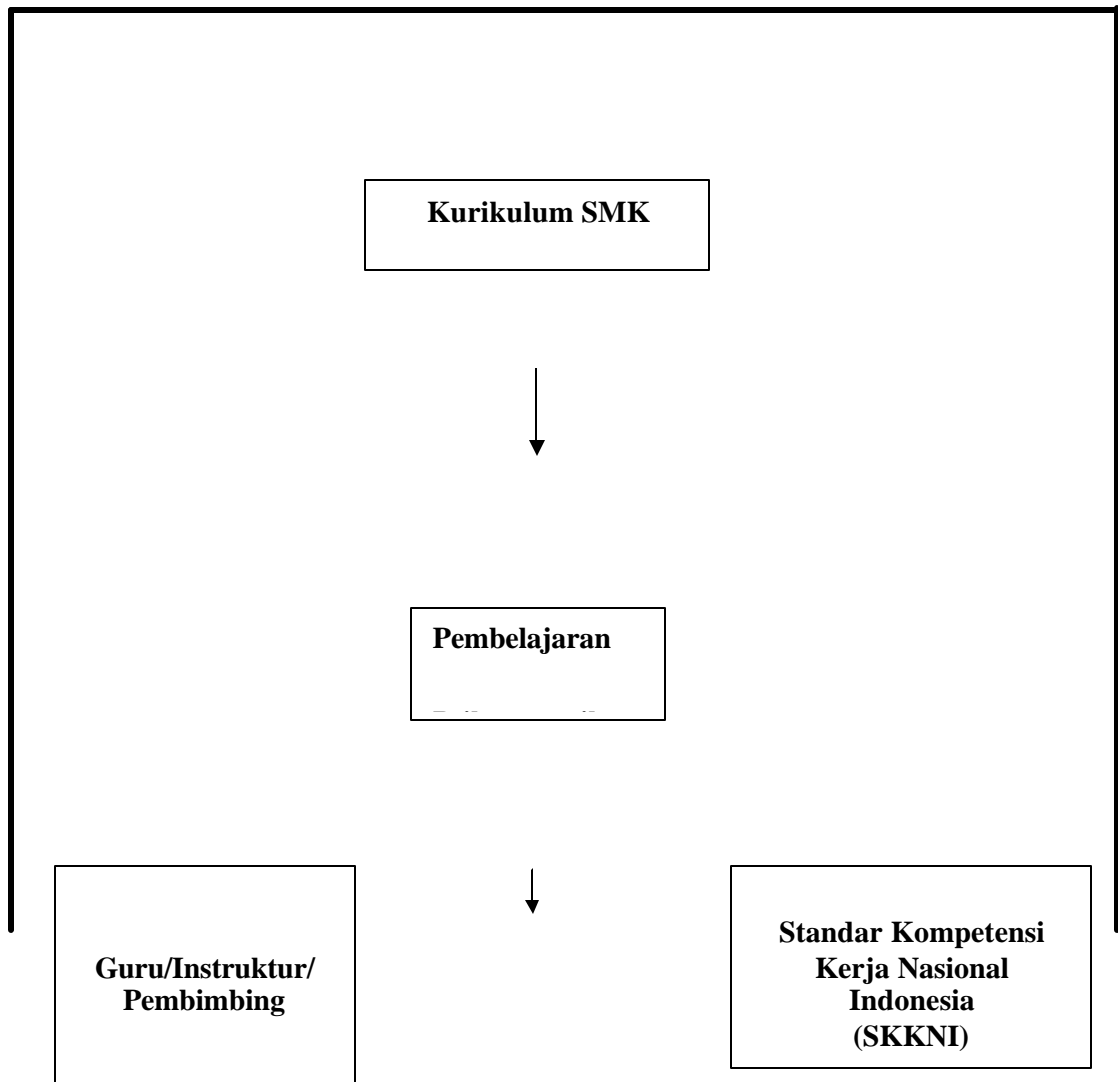 Kurikulum SMK
Pembelajaran
Guru/Instruktur/
Pembimbing
Standar Kompetensi
Kerja Nasional
Indonesia
(SKKNI)